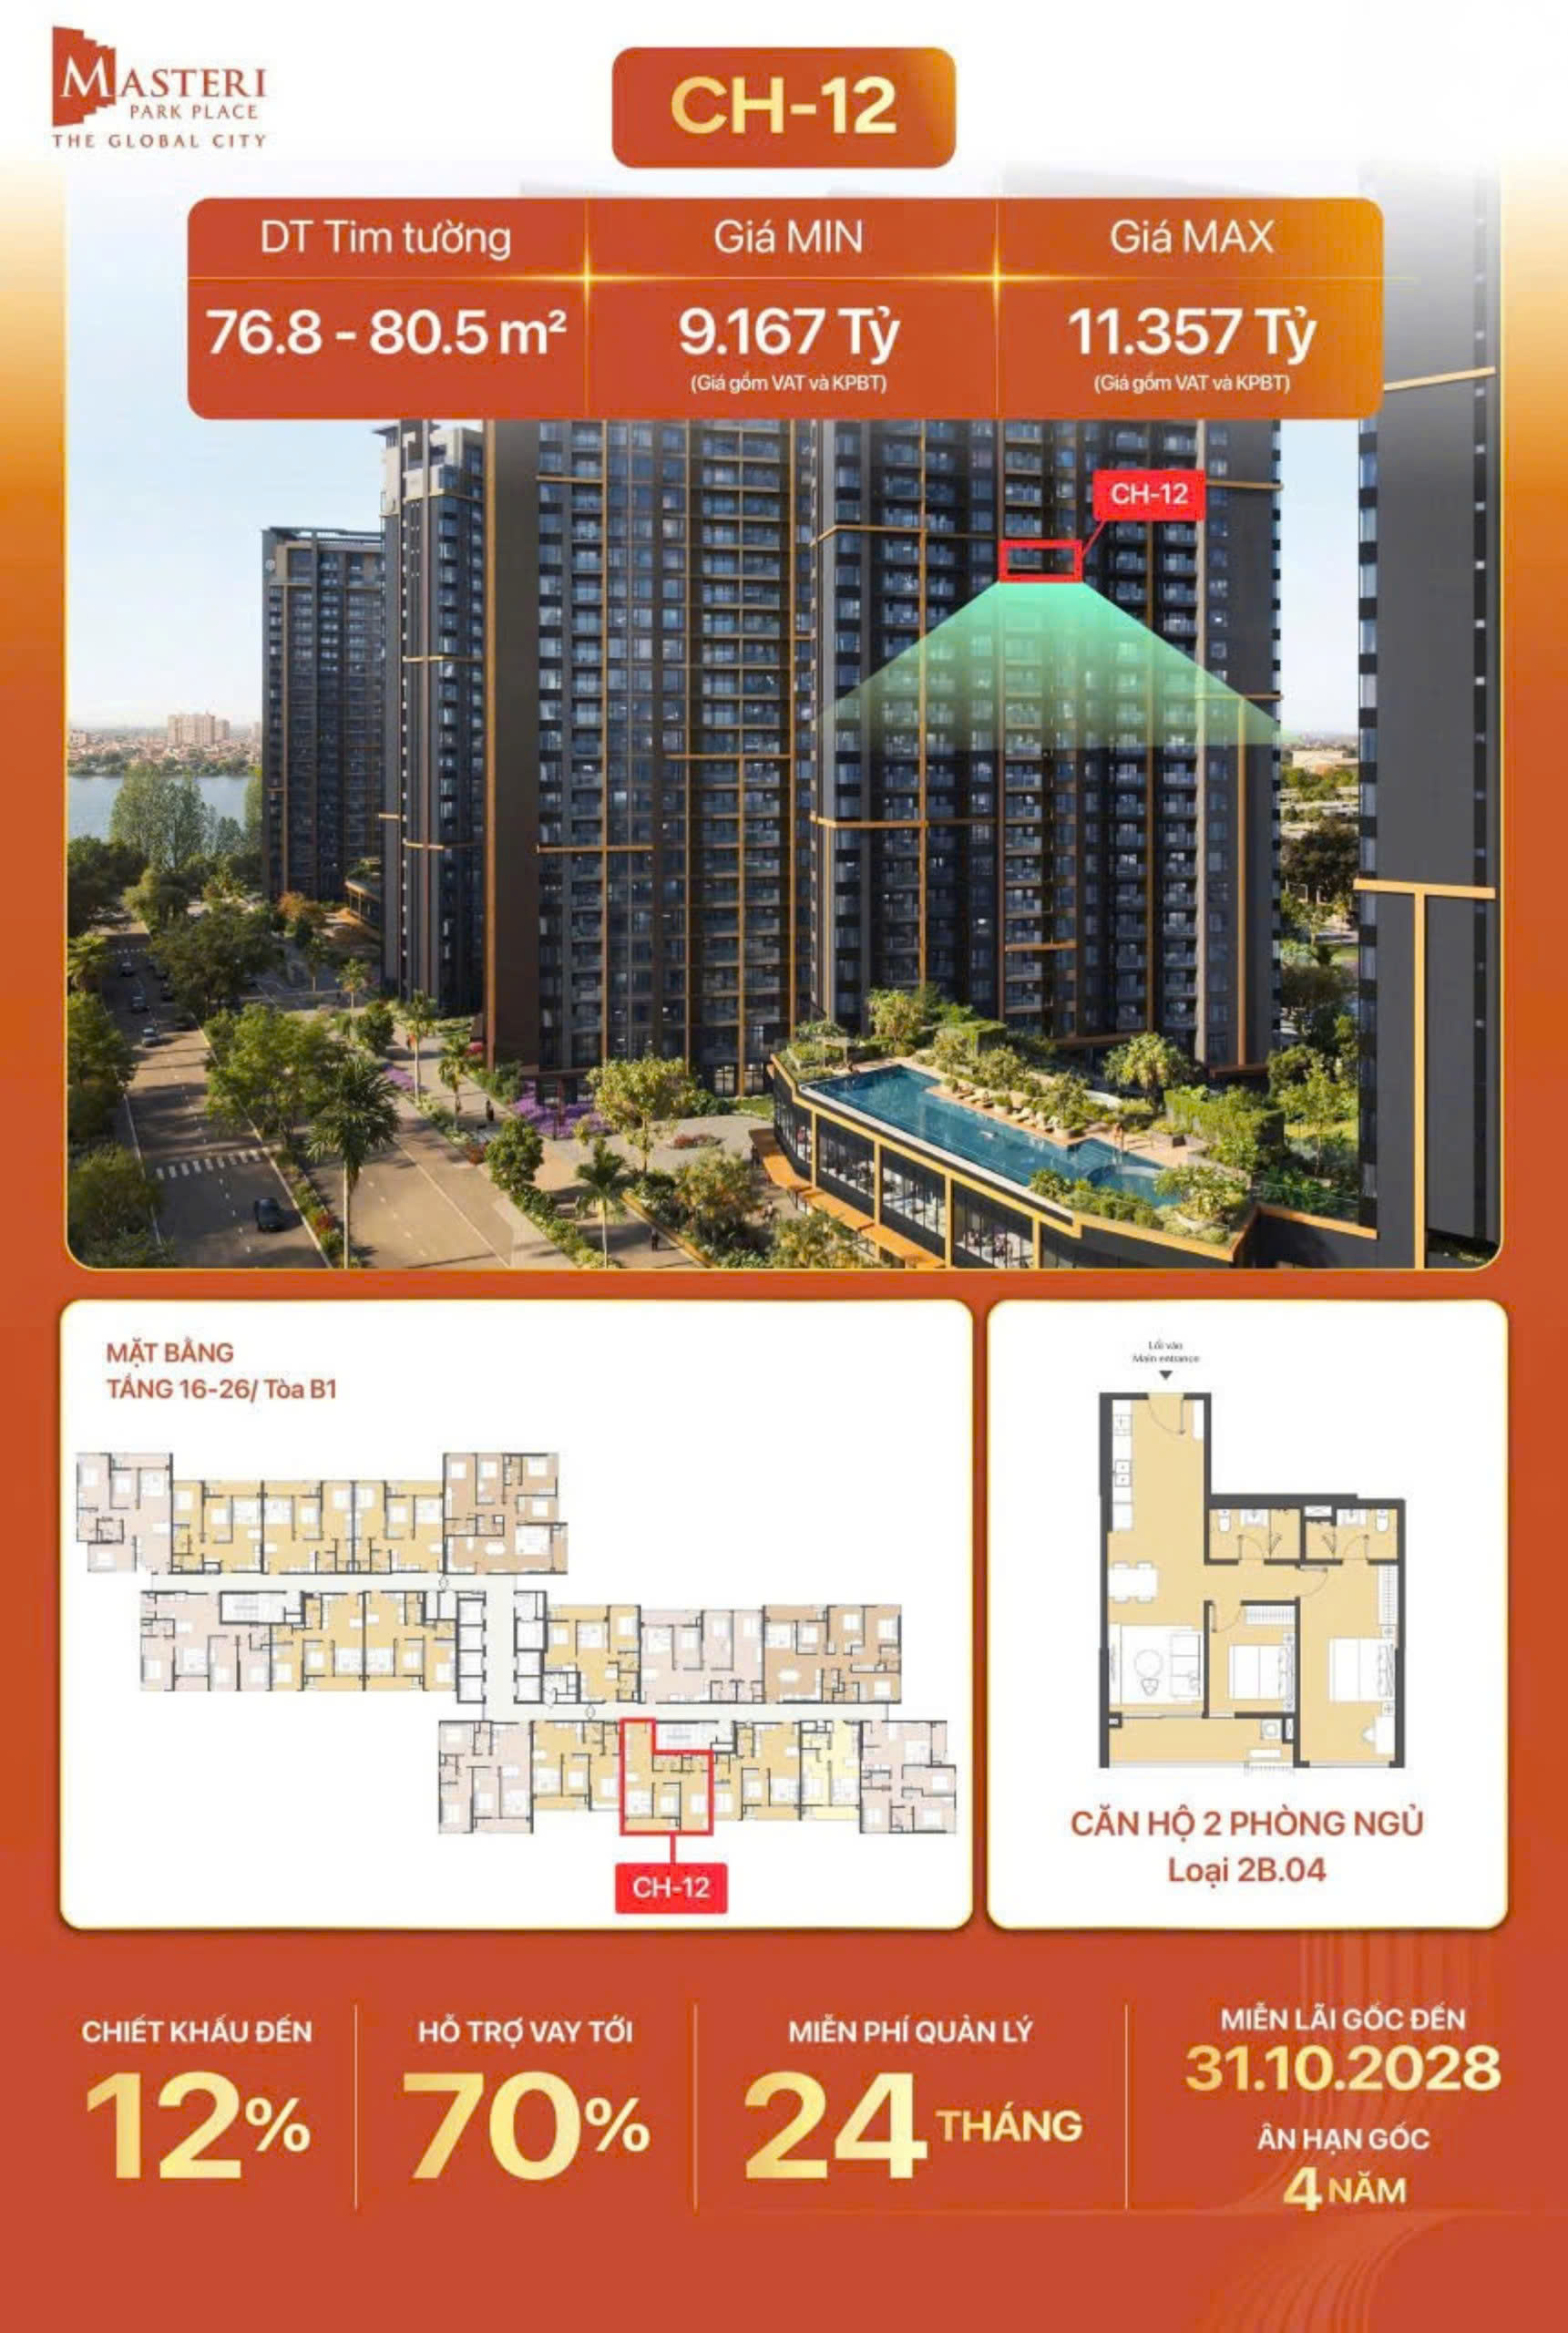 MASTERI
PARK PLACE
THE GLOBAL CITY
CH-12
DT Tim tường
Giá MIN
Giá MAX
76.8 - 80.5 m²
9.167 Tỷ
11.357 Tỷ
(Giá gồm VAT và KPBT)
(Giá gồm VAT và KPBT)
CH-12
MẶT BẰNG
TẦNG 16-26/ Tòa B1
CH-12
Lối vào
Main entrance
CĂN HỘ 2 PHÒNG NGỦ
Loại 2B.04
CHIẾT KHẤU ĐẾN
12%
HỖ TRỢ VAY TỚI
70%
MIỄN PHÍ QUẢN LÝ
24 THÁNG
MIỄN LÃI GỐC ĐẾN
31.10.2028
ÂN HẠN GỐC
4 NĂM